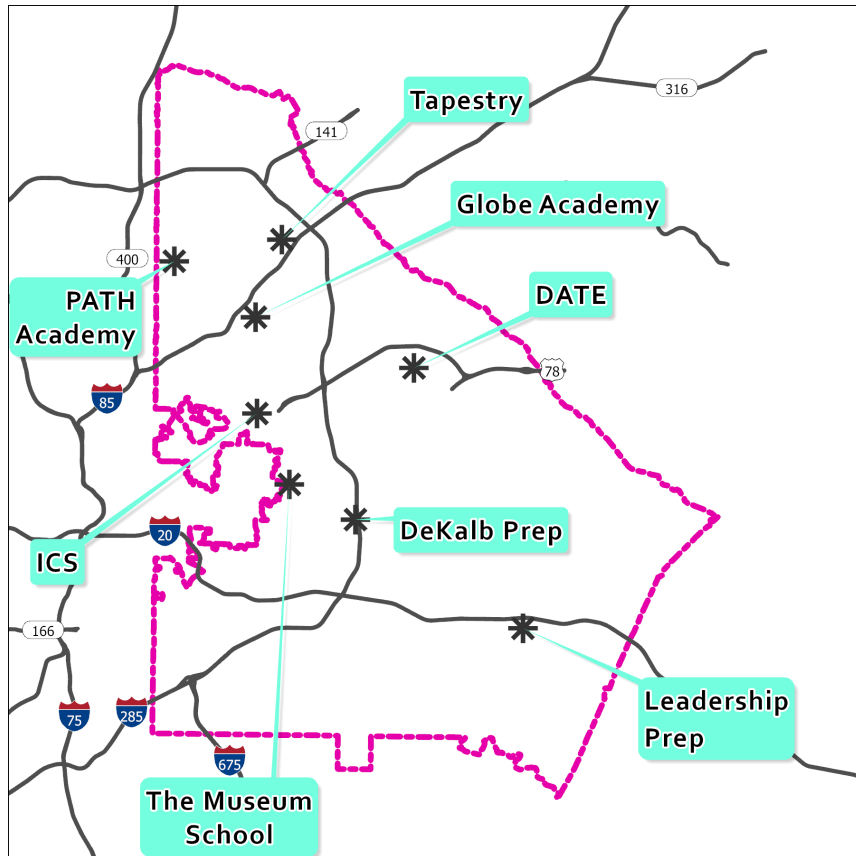 316
Tapestry
141
Globe Academy
400
PATH
Academy
DATE
78
85
20
DeKalb Prep
ICS
166
Leadership
Prep
75
285
675
The Museum
School